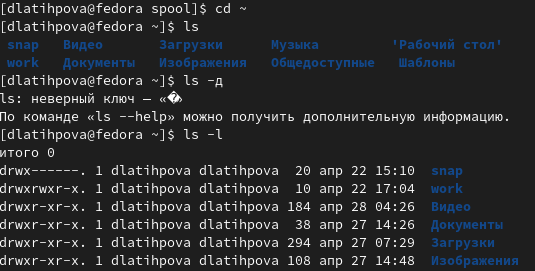 [dlatihpova@fedora spool]$ cd ~
[dlatihpova@fedora ~]$ ls
snap Видео Загрузки Музыка 'Рабочий стол'
work Документы Изображения Общедоступные Шаблоны
[dlatihpova@fedora ~]$ ls -д
ls: неверный ключ — «�»
По команде «ls --help» можно получить дополнительную информацию.
[dlatihpova@fedora ~]$ ls -l
итого 0
drwx------. 1 dlatihpova dlatihpova 20 апр 22 15:10 snap
drwxrwxr-x. 1 dlatihpova dlatihpova 10 апр 22 17:04 work
drwxr-xr-x. 1 dlatihpova dlatihpova 184 апр 28 04:26 Видео
drwxr-xr-x. 1 dlatihpova dlatihpova 38 апр 27 14:26 Документы
drwxr-xr-x. 1 dlatihpova dlatihpova 294 апр 27 07:29 Загрузки
drwxr-xr-x. 1 dlatihpova dlatihpova 108 апр 27 14:48 Изображения